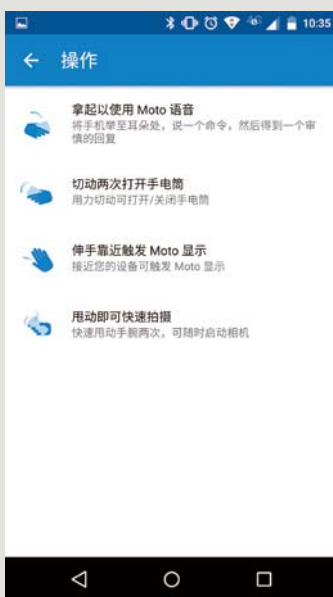 10:35
操作
拿起以使用 Moto 语音
将手机举至耳朵处，说一个命令，然后得到一个审
慎的回复
切动两次打开手电筒
用力切动可打开/关闭手电筒
伸手靠近触发 Moto 显示
接近您的设备可触发 Moto 显示
甩动即可快速拍摄
快速甩动手腕两次，可随时启动相机